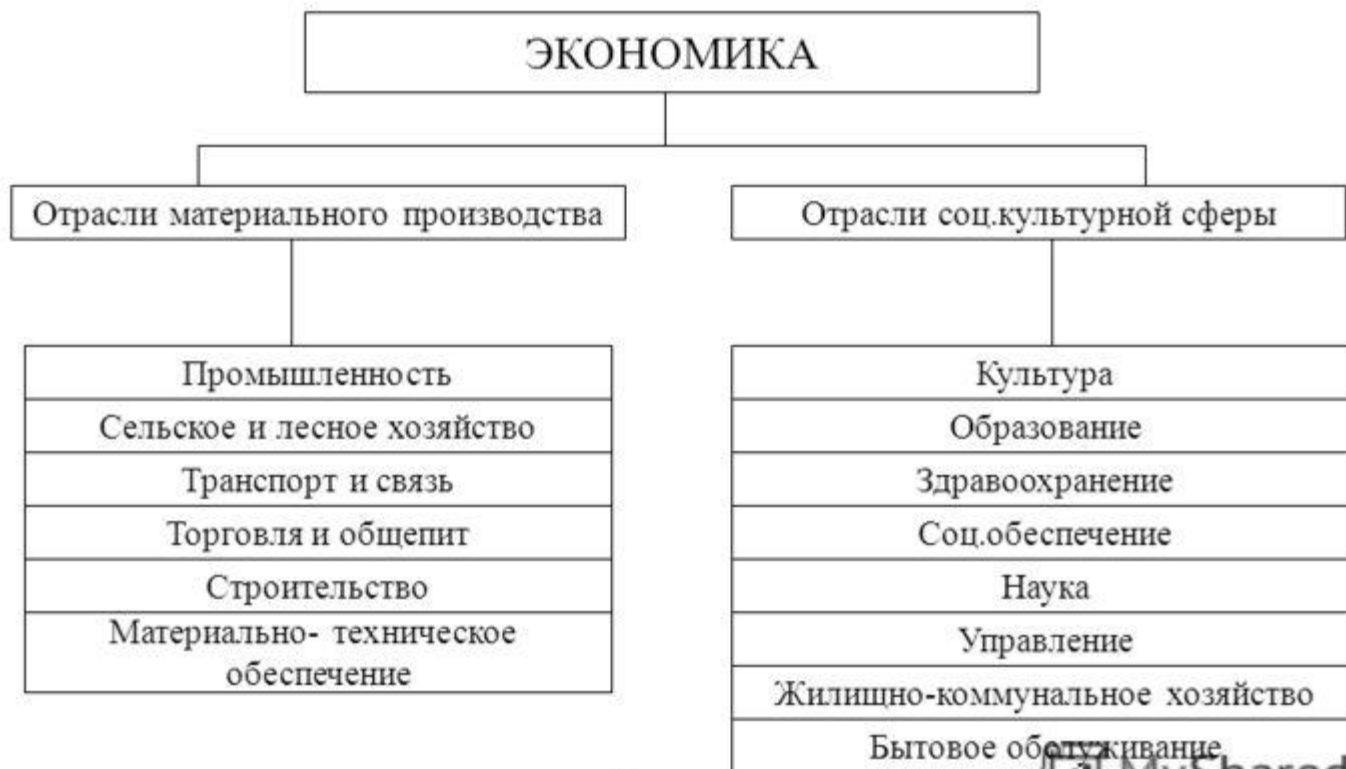 ЭКОНОМИКА
Отрасли материального производства
Отрасли соц.культурной сферы
Промышленность
Сельское и лесное хозяйство
Транспорт и связь
Торговля и общепит
Строительство
Материально- техническое
обеспечение
Культура
Образование
Здравоохранение
Соц.обеспечение
Наука
Управление
Жилищно-коммунальное хозяйство
Бытовое обслуживание
MyShared